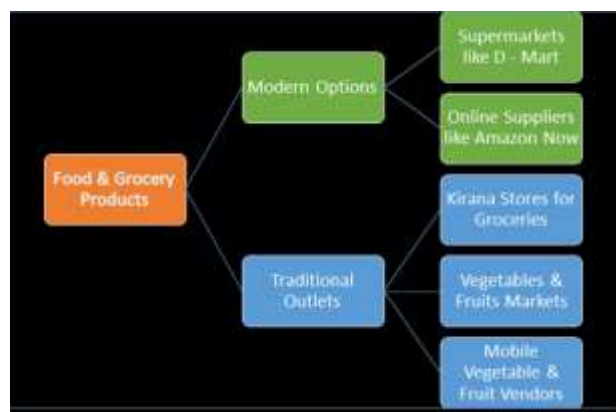 Supermarkets
like D - Mart
Modern Options
Online Suppliers
like Amazon Now
Food & Grocery
Products
Kirana Stores for
Groceries
Traditional
Outlets
Vegetables &
Fruits Markets
Mobile
Vegetable &
Fruit Vendors